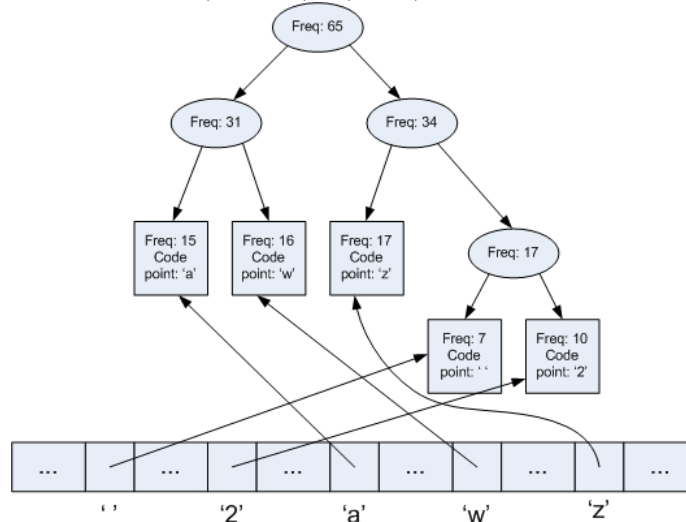 Freq: 65
Freq: 31
Freq: 34
Freq: 15
Code
point: ‘a’
Freq: 16
Code
point: ‘w’
Freq: 17
Code
point: ‘z’
Freq: 17
Freq: 7
Code
point: ‘ ‘
Freq: 10
Code
point: ‘2’
... ... ... ... ... ...
‘ ’ ‘2’ ‘a’ ‘w’ ‘z’